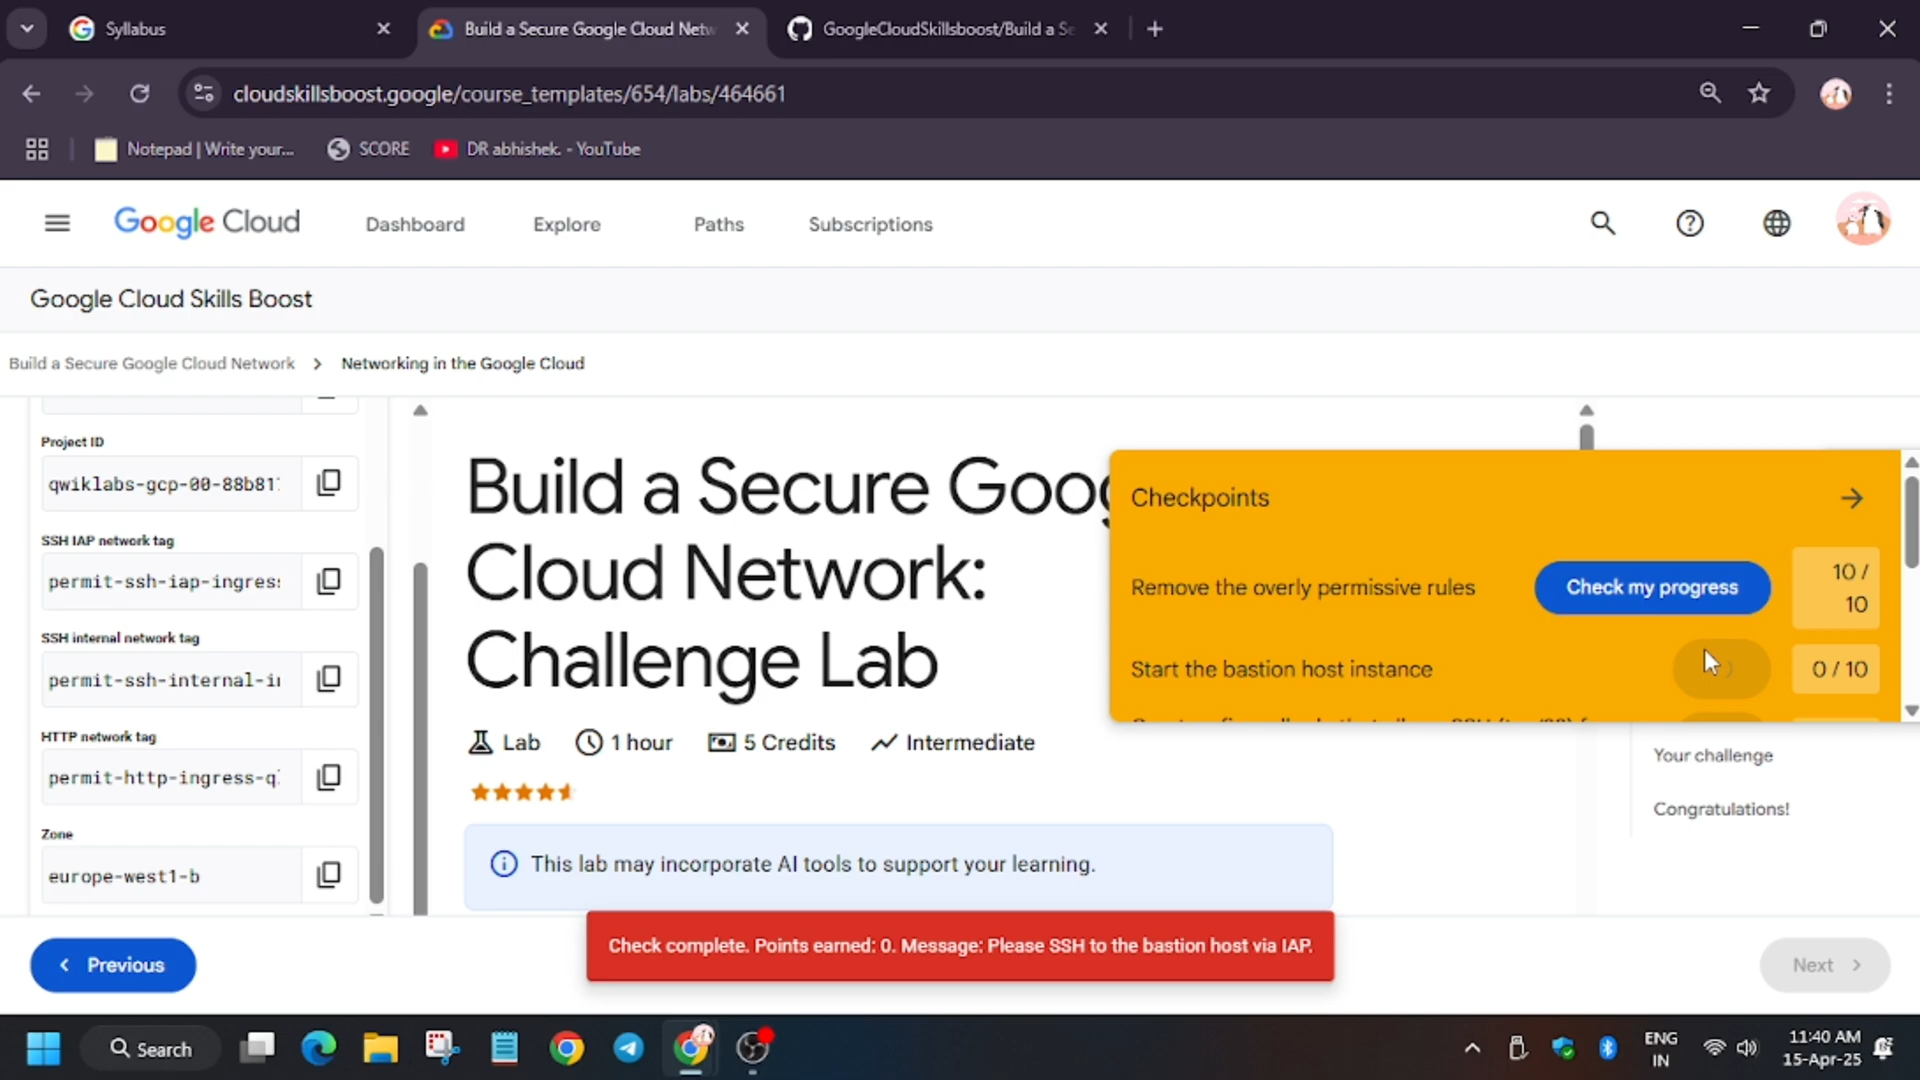 Syllabus
Build a Secure Google Cloud Netw
GoogleCloudSkillsboost/Build a Se
cloudskillsboost.google/course_templates/654/labs/464661
Notepad | Write your...
SCORE
DR abhishek. - YouTube
Google Cloud
Dashboard
Explore
Paths
Subscriptions
Google Cloud Skills Boost
Build a Secure Google Cloud Network > Networking in the Google Cloud
Project ID
qwiklabs-gcp-00-88b81
SSH IAP network tag
permit-ssh-iap-ingres
SSH internal network tag
permit-ssh-internal-i
HTTP network tag
permit-http-ingress-q
Zone
europe-west1-b
Build a Secure Goog
Cloud Network:
Challenge Lab
Lab
1 hour
5 Credits
Intermediate
This lab may incorporate AI tools to support your learning.
Checkpoints
Remove the overly permissive rules
Check my progress
10 /
10
Start the bastion host instance
0 / 10
Your challenge
Congratulations!
Check complete. Points earned: 0. Message: Please SSH to the bastion host via IAP.
Previous
Next
Search
ENG
IN
11:40 AM
15-Apr-25